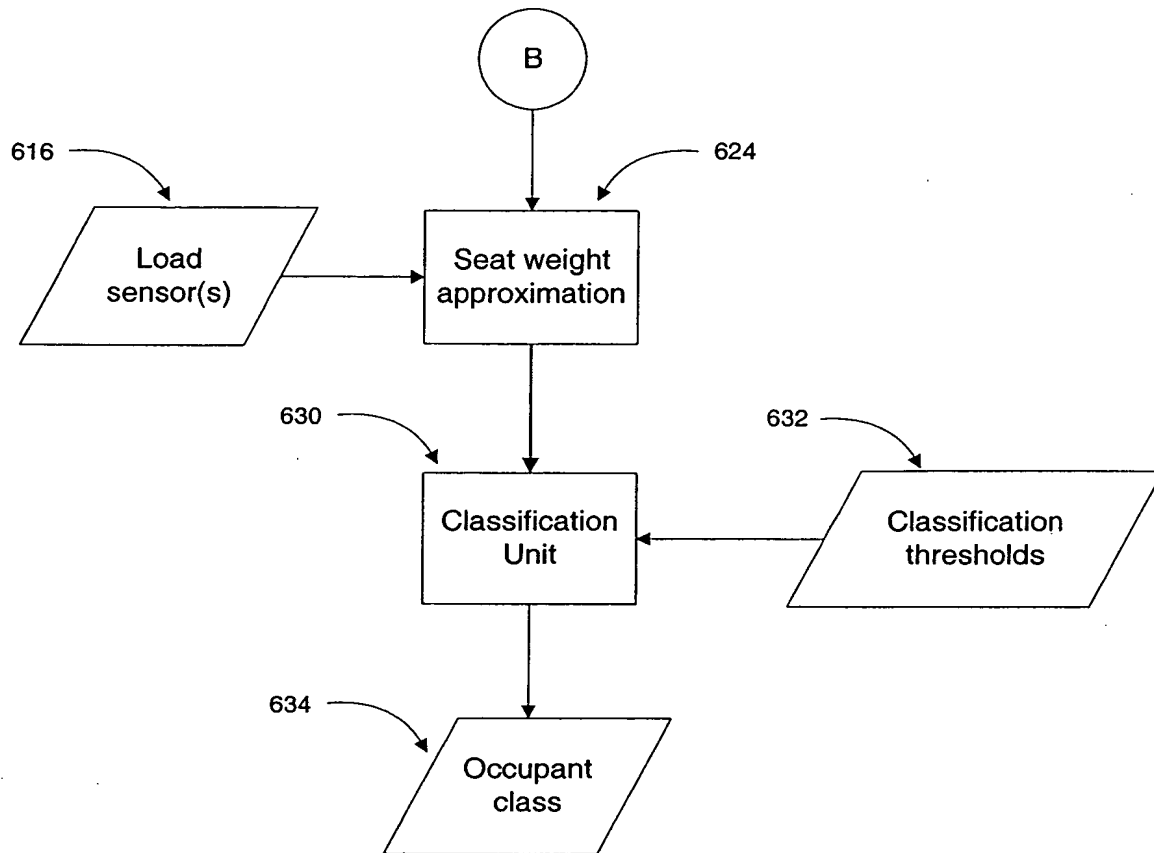 B
616
624
Load
sensor(s)
Seat weight
approximation
630
632
Classification
Unit
Classification
thresholds
634
Occupant
class